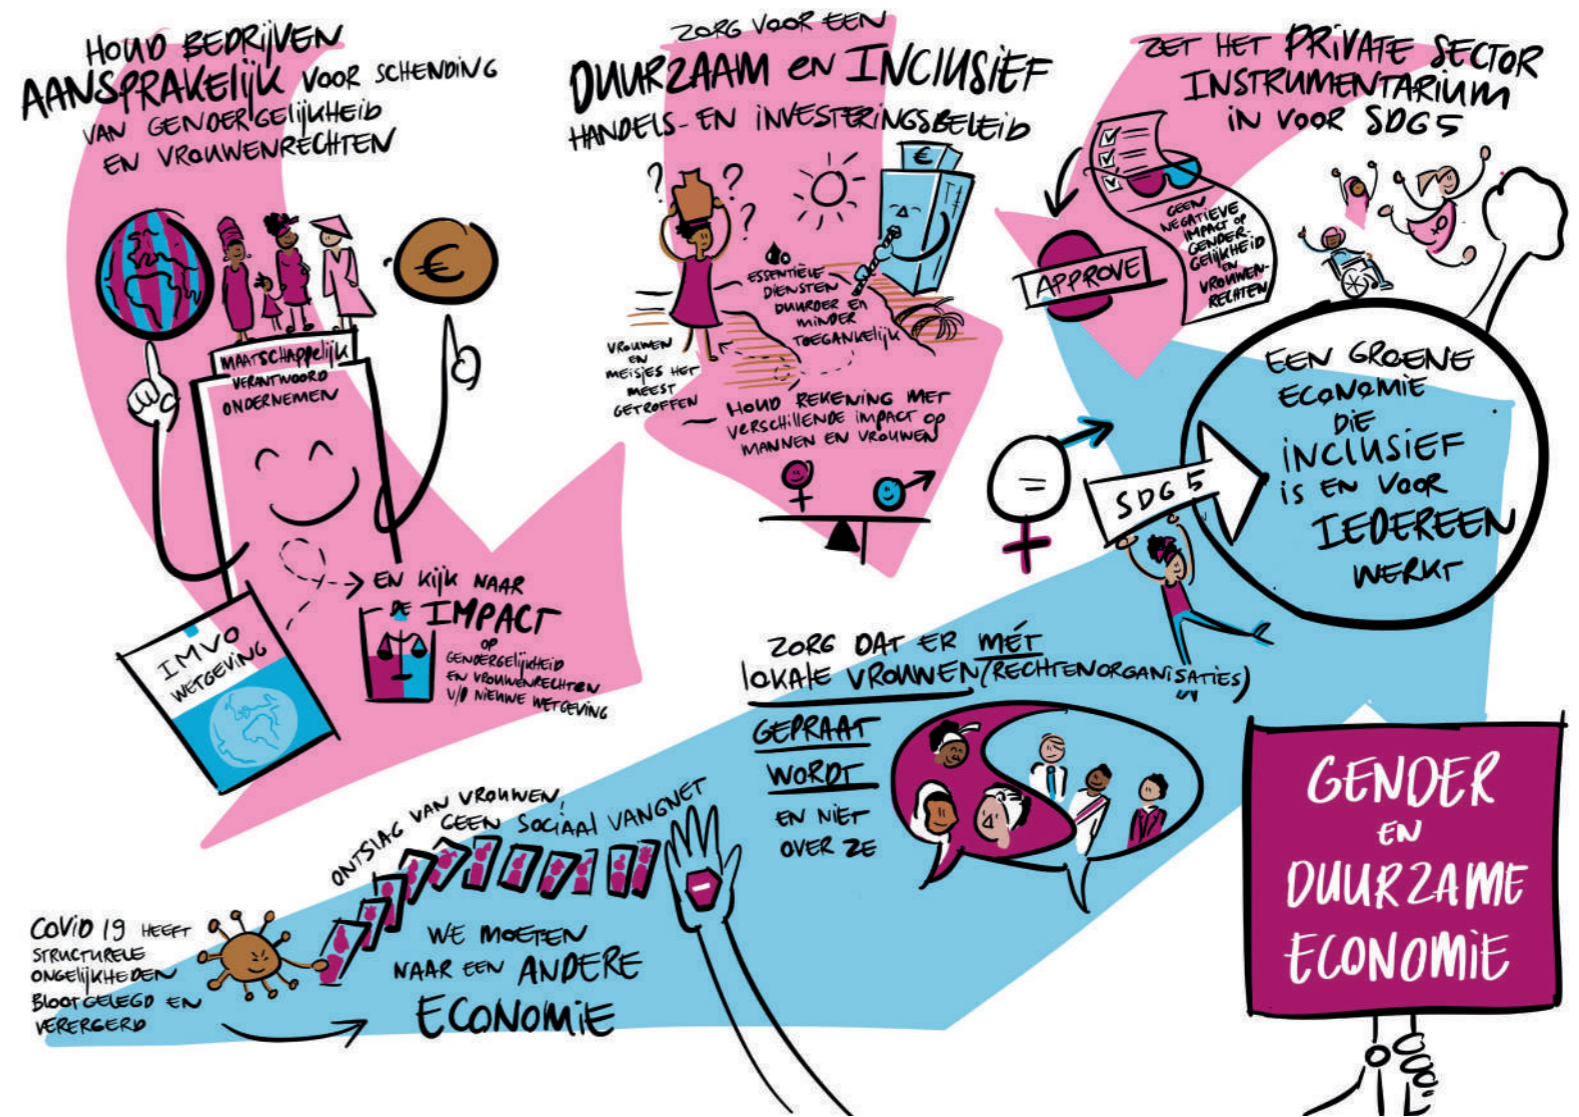 HOUD BEDRIJVEN
AANSPRAKELIJK VOOR SCHENDING
VAN GENDERGELIJKHEID
EN VROUWENRECHTEN
MAATSCHAPPELIJK
VERANTWOORD
ONDERNEMEN
€
IMVO
WETGEVING
EN KIJK NAAR
DE IMPACT
OP
GENDERGELIJKHEID
EN VROUWENRECHTEN
V/D NIEUWE WETGEVING
ZORG VOOR EEN
DUURZAAM EN INCLUSIEF
HANDELS- EN INVESTERINGSBELEID
? ? ?
€
ESSENTIËLE
DIENSTEN
DUURDER EN
MINDER
TOEGANKELIJK
VROUWEN
EN
MEISJES HET
MEEST
GETROFFEN
HOUD REKENING MET
VERSCHILLENDE IMPACT OP
MANNEN EN VROUWEN
ZET HET PRIVATE SECTOR
INSTRUMENTARIUM
IN VOOR SDG5
APPROVE
GEEN
NEGATIEVE
IMPACT OP
GENDER-
GELIJKHEID
EN
VROUWEN-
RECHTEN
SDG5
EEN GROENE
ECONOMIE
DIE
INCLUSIEF
IS EN VOOR
IEDEREEN
WERKT
ZORG DAT ER MÉT
LOKALE VROUWEN(RECHTENORGANISATIES)
GEPRAAT
WORDT
EN NIET
OVER ZE
ONTSLAG VAN VROUWEN,
GEEN SOCIAAL VANGNET
COVID 19 HEEFT
STRUCTURELE
ONGELIJKHEDEN
BLOOTGELEGD EN
VERERGERD
WE MOETEN
NAAR EEN ANDERE
ECONOMIE
GENDER
EN
DUURZAME
ECONOMIE